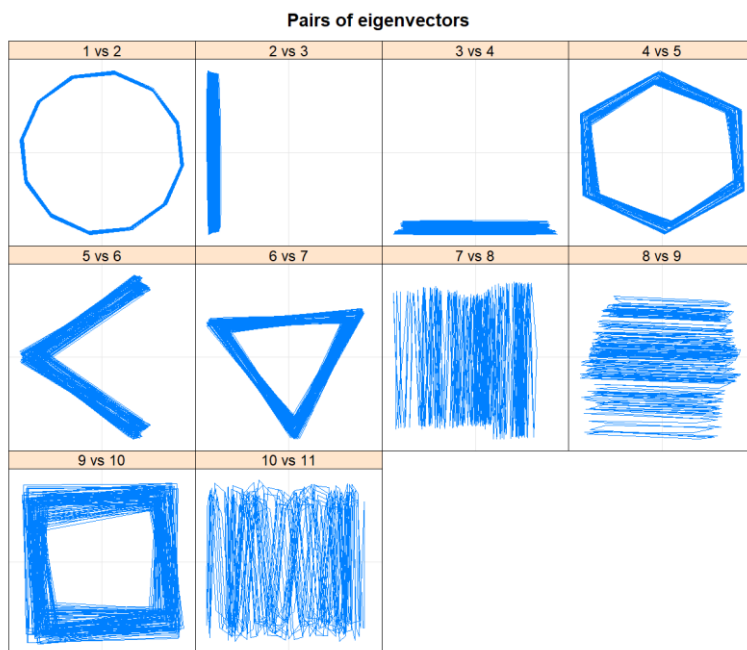 Pairs of eigenvectors
1 vs 2
2 vs 3
3 vs 4
4 vs 5
5 vs 6
6 vs 7
7 vs 8
8 vs 9
9 vs 10
10 vs 11